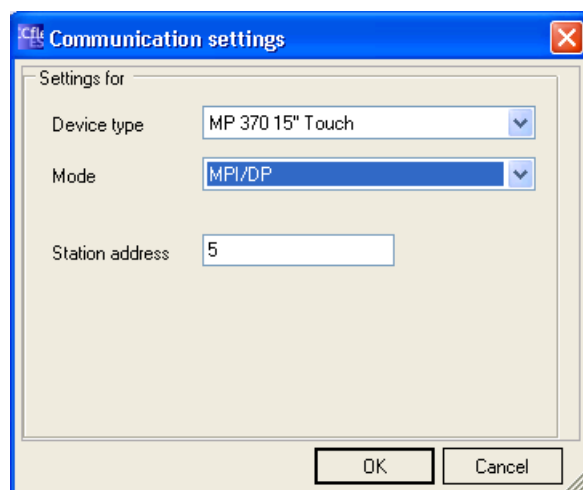 Communication settings
Settings for
Device type MP 370 15" Touch
Mode MPI/DP
Station address 5
OK Cancel